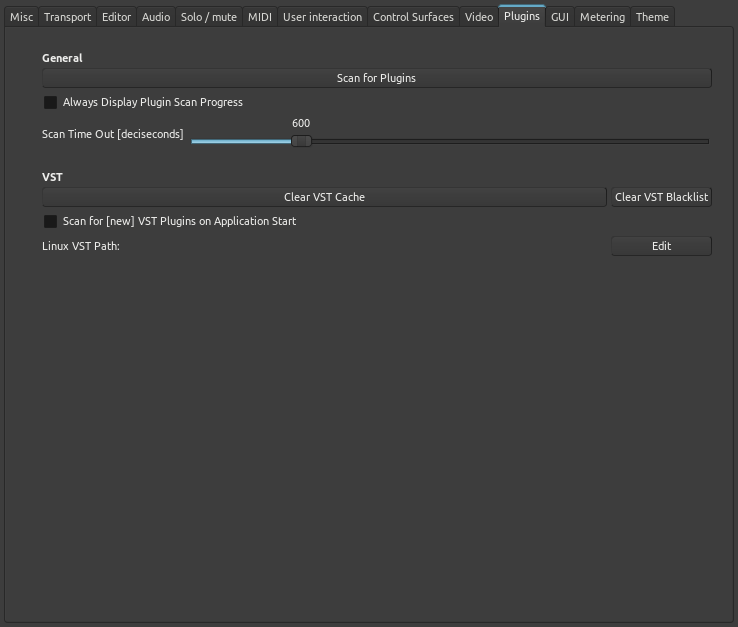 Misc Transport Editor Audio Solo / mute MIDI User interaction Control Surfaces Video Plugins GUI Metering Theme
General
Scan for Plugins
Always Display Plugin Scan Progress
600
Scan Time Out [deciseconds]
VST
Clear VST Cache Clear VST Blacklist
Scan for [new] VST Plugins on Application Start
Linux VST Path: Edit